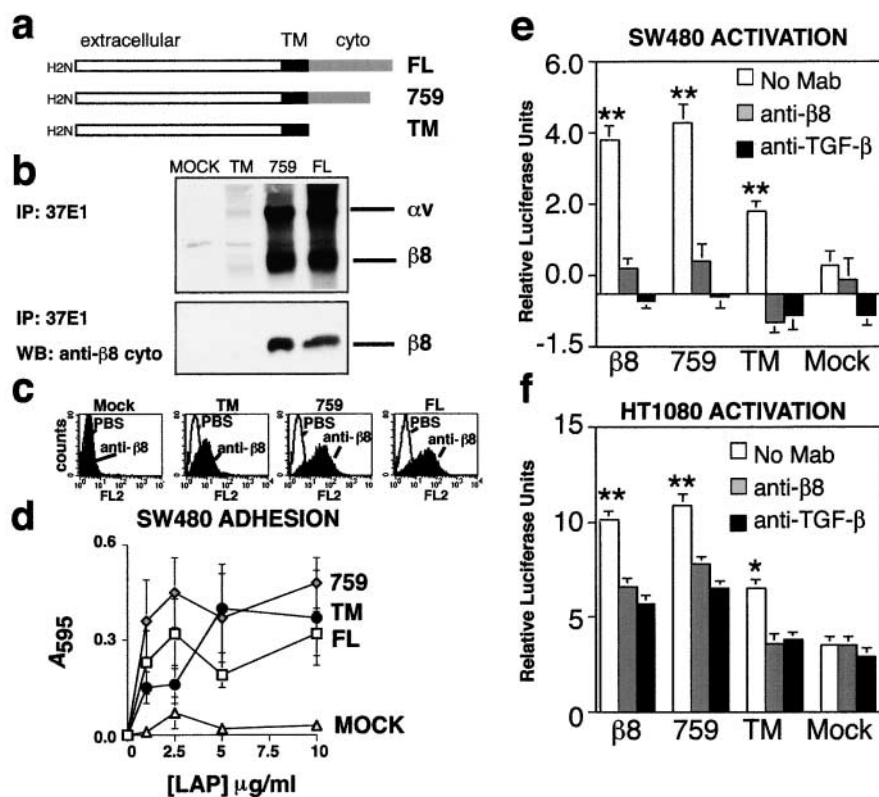 a
extracellular TM cyto
H2N FL
H2N 759
H2N TM
b
MOCK TM 759 FL
IP: 37E1
αv
β8
IP: 37E1
WB: anti-β8 cyto
β8
c
Mock TM 759 FL
PBS PBS PBS PBS
anti-β8 anti-β8 anti-β8 anti-β8
counts
FL2 FL2 FL2 FL2
d
SW480 ADHESION
A595
0.6
0.3
0.0
759
TM
FL
MOCK
0 2.5 5 7.5 10
[LAP] μg/ml
e
SW480 ACTIVATION
Relative Luciferase Units
6.0
4.0
2.0
0.0
-1.5
No Mab
anti-β8
anti-TGF-β
** ** **
β8 759 TM Mock
f
HT1080 ACTIVATION
Relative Luciferase Units
15
10
5
0
No Mab
anti-β8
anti-TGF-β
** ** *
β8 759 TM Mock